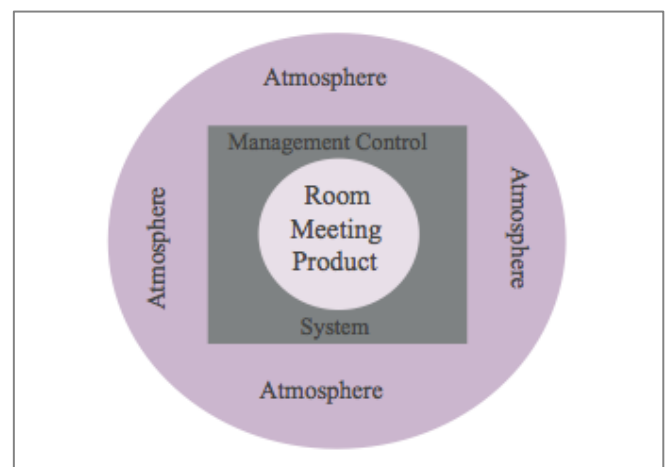 Atmosphere
Management Control
Room
Meeting
Product
System
Atmosphere
Atmosphere
Atmosphere